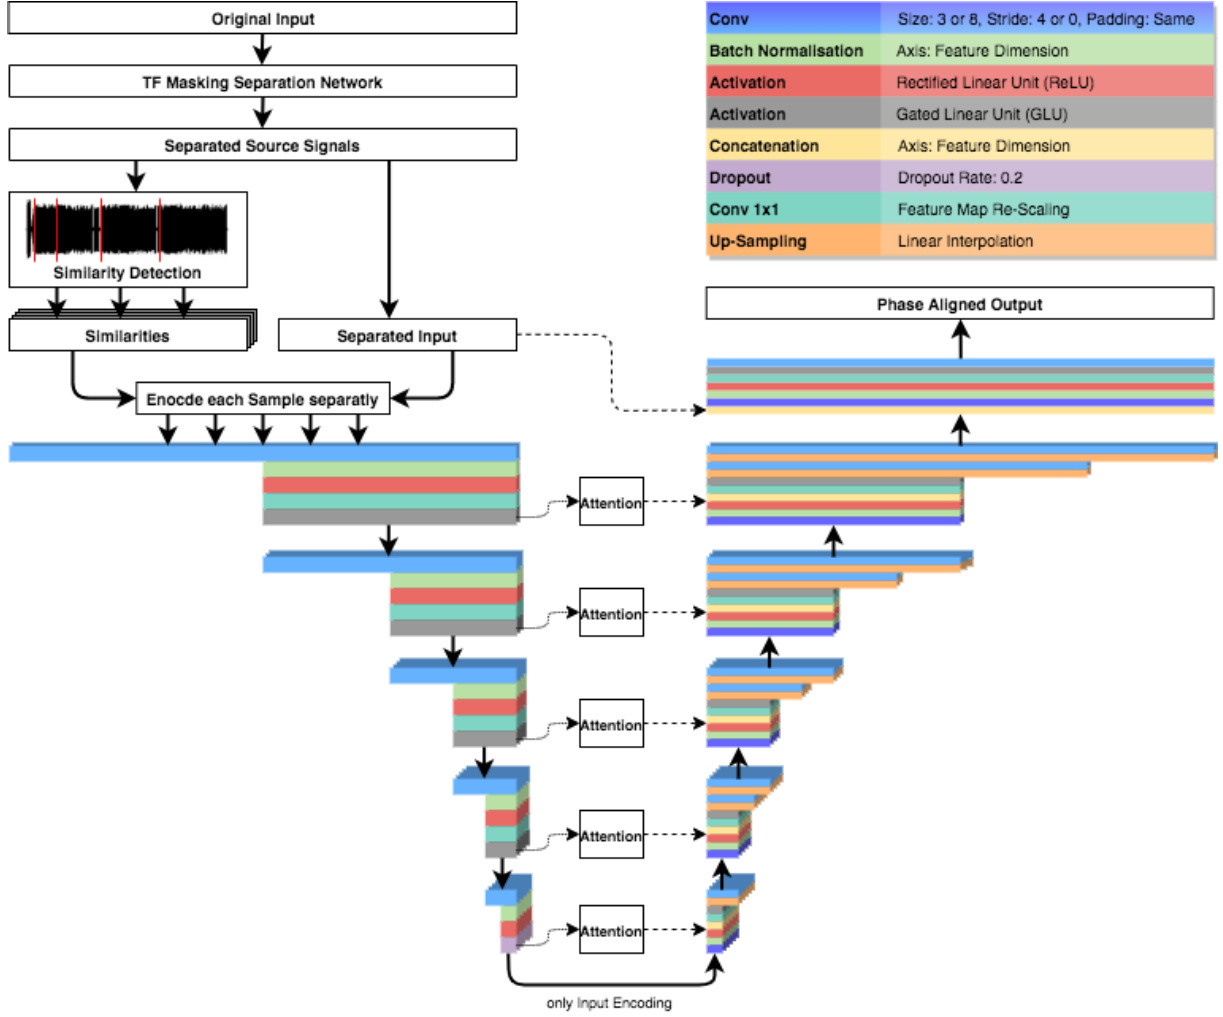 Original Input
TF Masking Separation Network
Separated Source Signals
Similarity Detection
Similarities
Separated Input
Enocde each Sample separatly
Conv Size: 3 or 8, Stride: 4 or 0, Padding: Same
Batch Normalisation Axis: Feature Dimension
Activation Rectified Linear Unit (ReLU)
Activation Gated Linear Unit (GLU)
Concatenation Axis: Feature Dimension
Dropout Dropout Rate: 0.2
Conv 1x1 Feature Map Re-Scaling
Up-Sampling Linear Interpolation
Phase Aligned Output
Attention
Attention
Attention
Attention
Attention
only Input Encoding